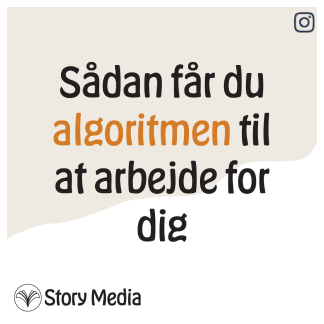 Sådan får du
algoritmen til
at arbejde for
dig
Story Media